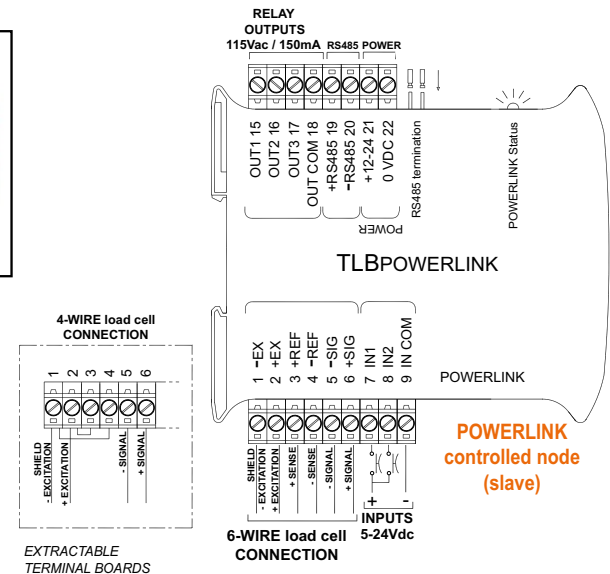 RELAY
OUTPUTS
115Vac / 150mA RS485 POWER
OUT1 15
OUT2 16
OUT3 17
OUT COM 18
+RS485 19
-RS485 20
+12-24 21
0 VDC 22
RS485 termination
POWERLINK Status
POWER
TLBPOWERLINK
4-WIRE load cell
CONNECTION
1
2
3
4
5
6
SHIELD
- EXCITATION
+ EXCITATION
- SIGNAL
+ SIGNAL
EXTRACTABLE
TERMINAL BOARDS
1 -EX
2 +EX
3 +REF
4 -REF
5 -SIG
6 +SIG
7 IN1
8 IN2
9 IN COM
POWERLINK
SHIELD
- EXCITATION
+ EXCITATION
+ SENSE
- SENSE
- SIGNAL
+ SIGNAL
+ -
6-WIRE load cell
CONNECTION
INPUTS
5-24Vdc
POWERLINK
controlled node
(slave)